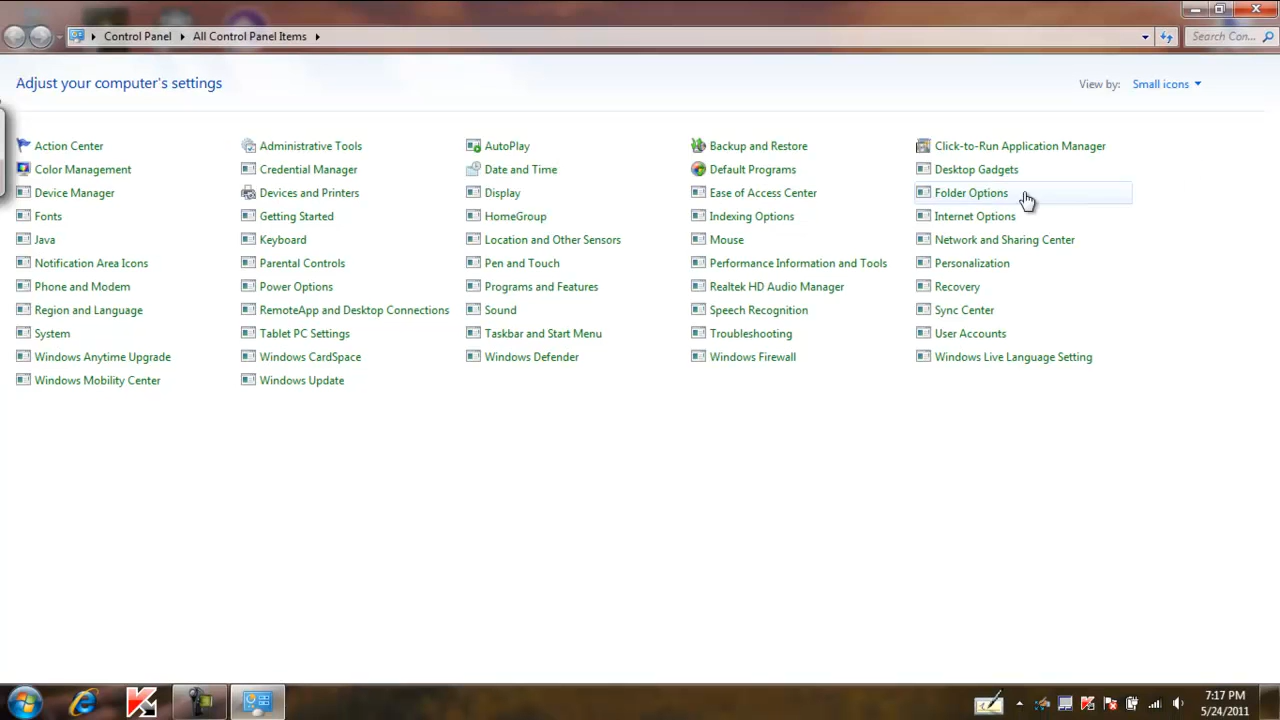 Control Panel All Control Panel Items Search Con...
Adjust your computer's settings
View by: Small icons
Action Center Administrative Tools AutoPlay Backup and Restore Click-to-Run Application Manager
Color Management Credential Manager Date and Time Default Programs Desktop Gadgets
Device Manager Devices and Printers Display Ease of Access Center Folder Options
Fonts Getting Started HomeGroup Indexing Options Internet Options
Java Keyboard Location and Other Sensors Mouse Network and Sharing Center
Notification Area Icons Parental Controls Pen and Touch Performance Information and Tools Personalization
Phone and Modem Power Options Programs and Features Realtek HD Audio Manager Recovery
Region and Language RemoteApp and Desktop Connections Sound Speech Recognition Sync Center
System Tablet PC Settings Taskbar and Start Menu Troubleshooting User Accounts
Windows Anytime Upgrade Windows CardSpace Windows Defender Windows Firewall Windows Live Language Setting
Windows Mobility Center Windows Update
7:17 PM
5/24/2011